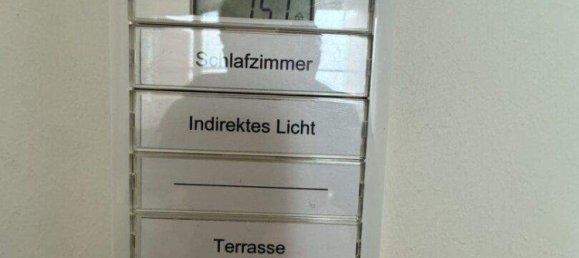 Schlafzimmer
Indirektes Licht
Terrasse